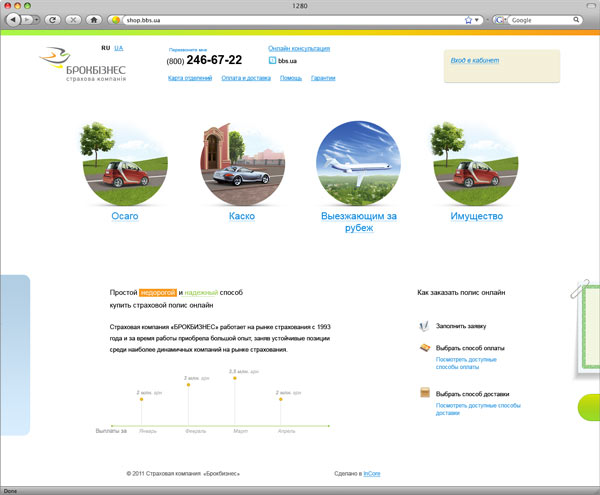 1280
shop.bbs.ua
Google
RU UA
БРОКБІЗНЕС
страхова компанія
Перезвоните мне
(800) 246-67-22
Онлайн консультация
bbs.ua
Карта отделений Оплата и доставка Помощь Гарантии
Вход в кабинет
Осаго
Каско
Выезжающим за
рубеж
Имущество
Простой недорогой и надежный способ
купить страховой полис онлайн
Страховая компания «БРОКБИЗНЕС» работает на рынке страхования с 1993
года и за время работы приобрела большой опыт, заняв устойчивые позиции
среди наиболее динамичных компаний на рынке страхования.
2 млн. грн
2 млн. грн
2,5 млн. грн
2 млн. грн
Выплаты за Январь Февраль Март Апрель
Как заказать полис онлайн
Заполнить заявку
Выбрать способ оплаты
Посмотреть доступные
способы оплаты
Выбрать способ доставки
Посмотреть доступные способы
доставки
© 2011 Страховая компания «Брокбизнес»
Сделано в InCore
Done